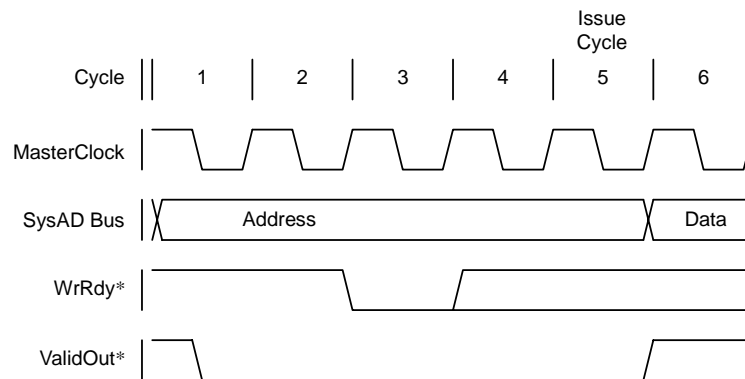 Issue
Cycle
Cycle 1 2 3 4 5 6
MasterClock
SysAD Bus Address Data
WrRdy*
ValidOut*